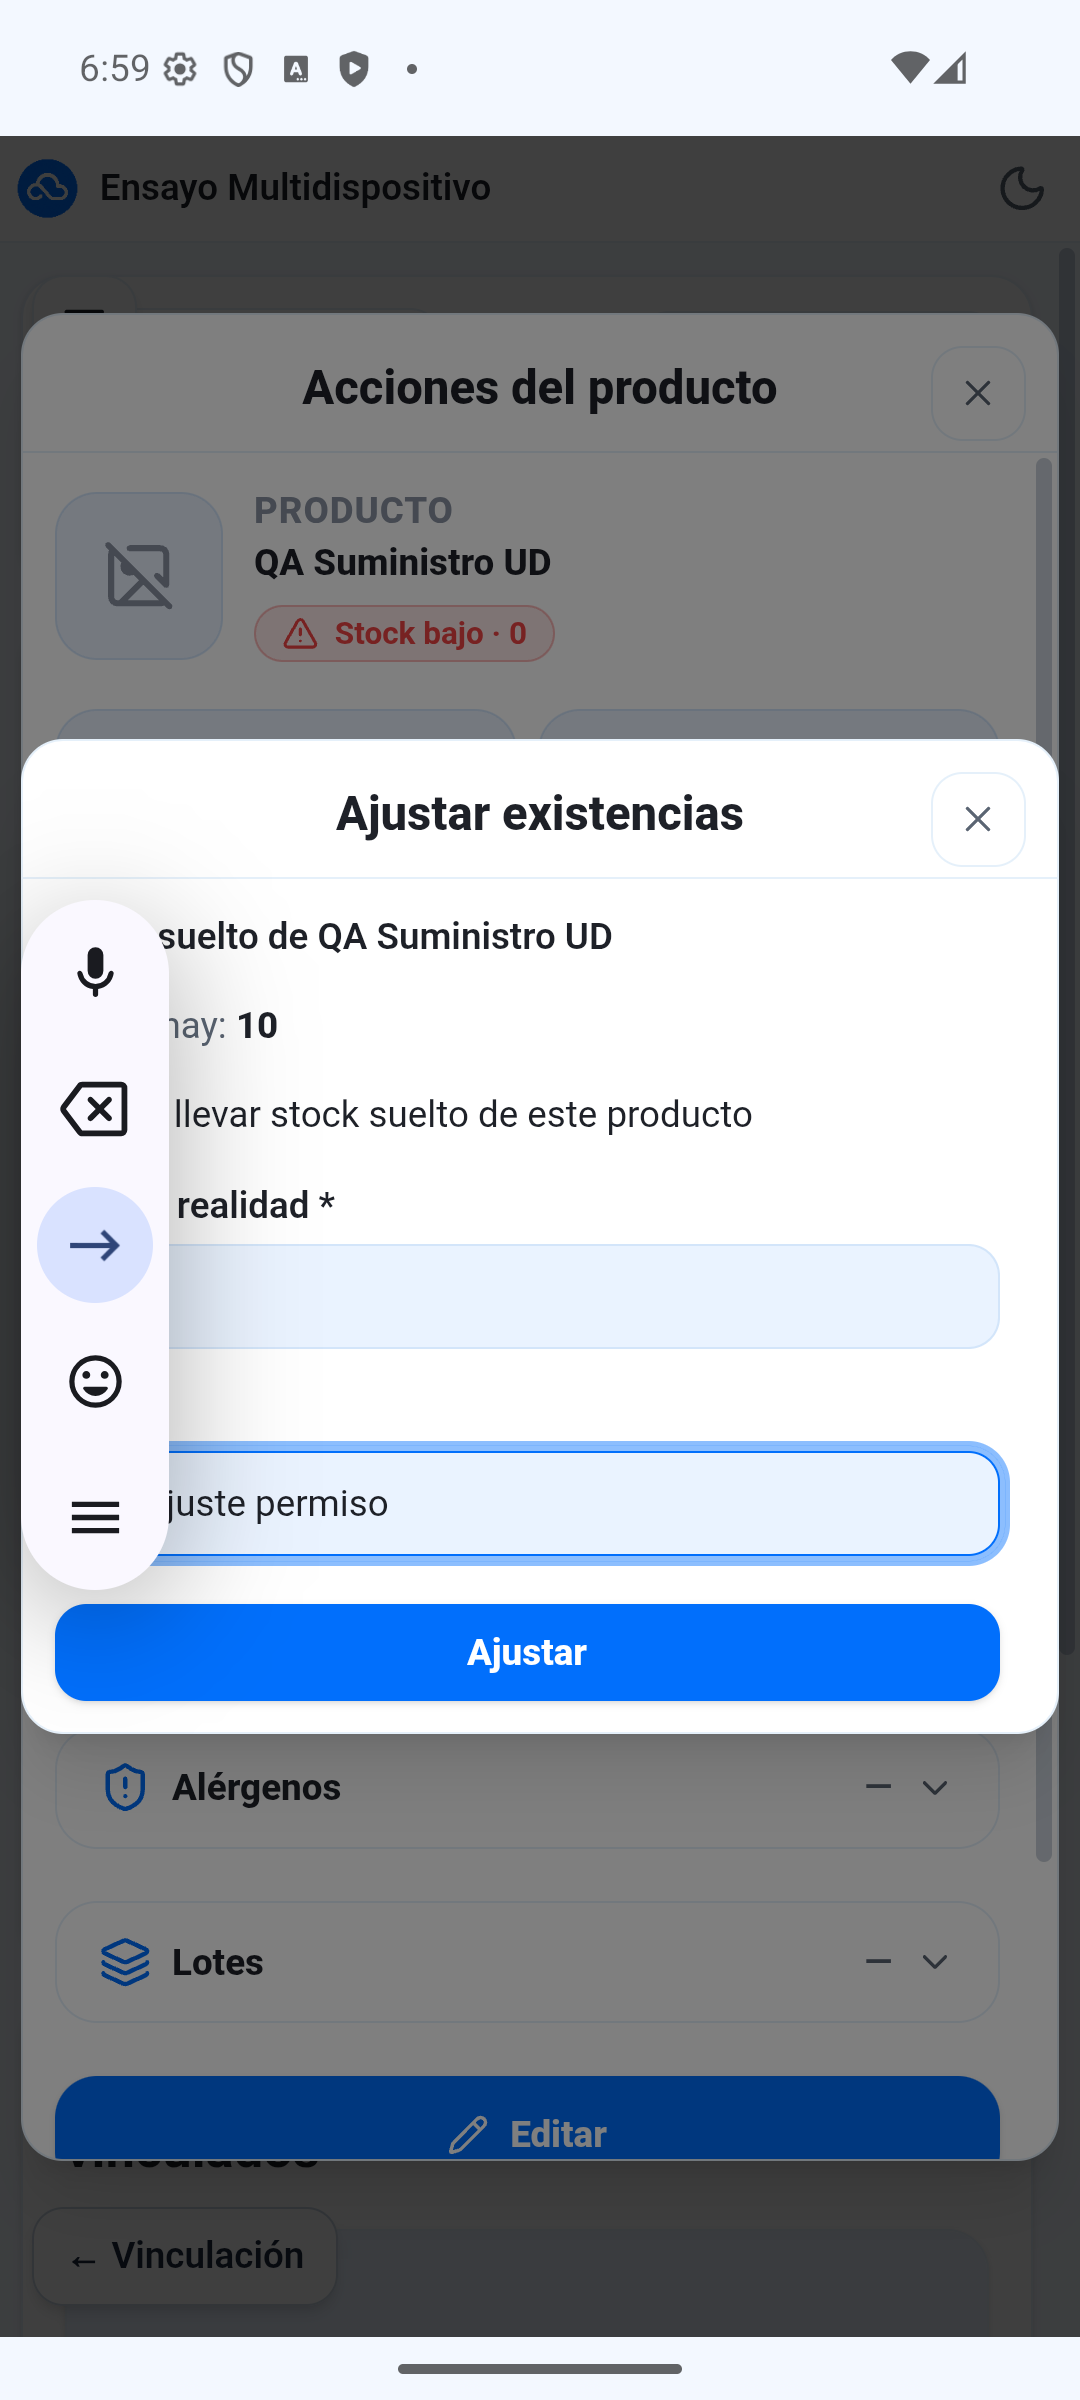 6:59
Ensayo Multidispositivo
Acciones del producto
PRODUCTO
QA Suministro UD
Stock bajo · 0
Ajustar existencias
suelto de QA Suministro UD
hay: 10
llevar stock suelto de este producto
realidad *
juste permiso
Ajustar
Alérgenos
Lotes
Editar
← Vinculación